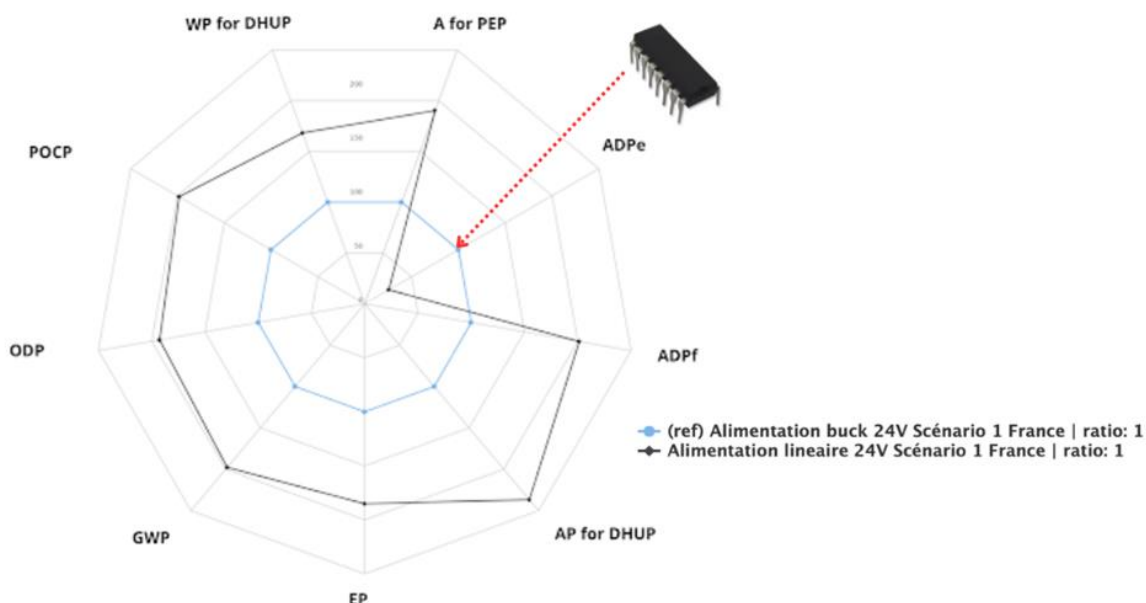 WP for DHUP
A for PEP
ADPe
ADPf
AP for DHUP
EP
GWP
ODP
POCP
200
150
100
50
0
(ref) Alimentation buck 24V Scénario 1 France | ratio: 1
Alimentation lineaire 24V Scénario 1 France | ratio: 1